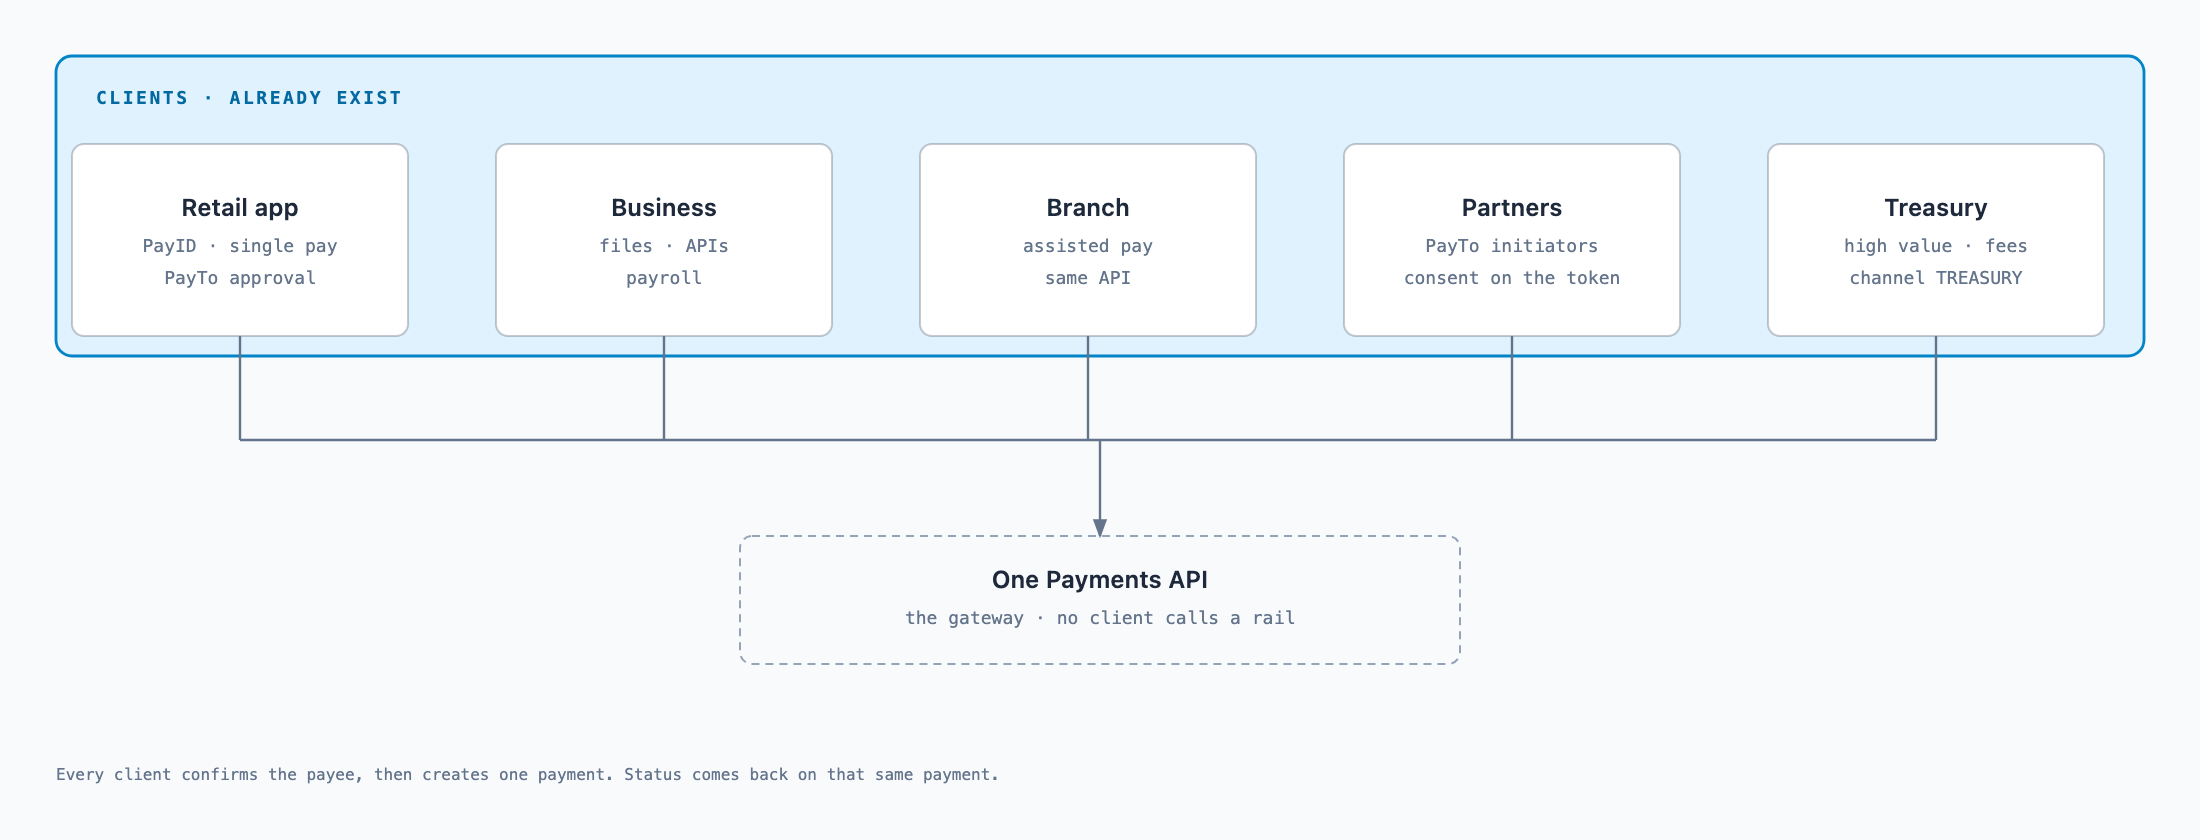 CLIENTS · ALREADY EXIST
Retail app
PayID · single pay
PayTo approval
Business
files · APIs
payroll
Branch
assisted pay
same API
Partners
PayTo initiators
consent on the token
Treasury
high value · fees
channel TREASURY
One Payments API
the gateway · no client calls a rail
Every client confirms the payee, then creates one payment. Status comes back on that same payment.